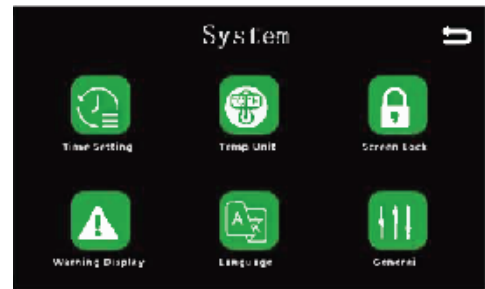 System
Time Setting
Temp Unit
Screen Lock
Warning Display
Language
General